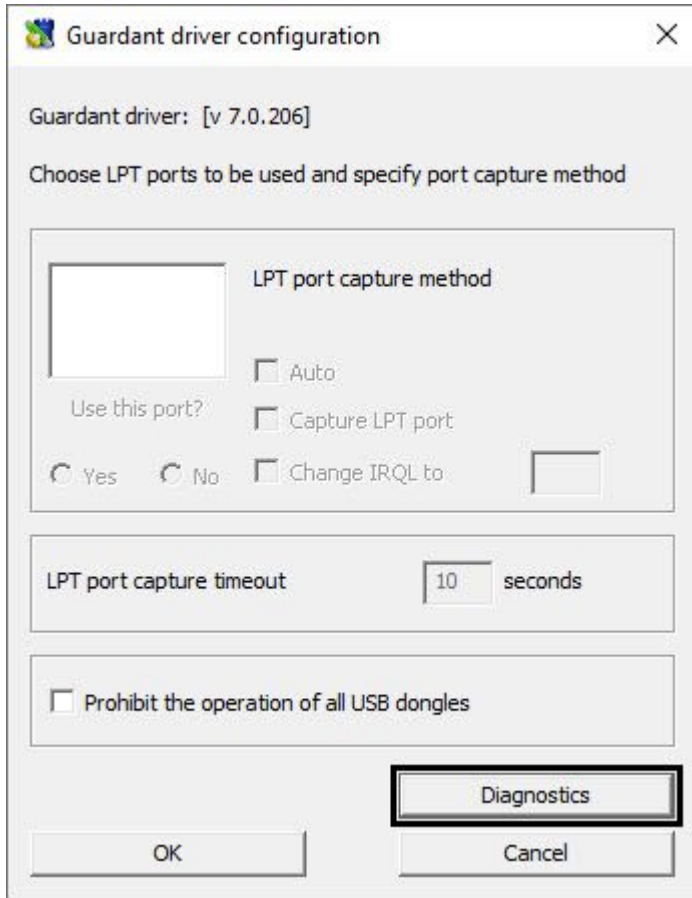 Guardant driver configuration
Guardant driver: [v 7.0.206]
Choose LPT ports to be used and specify port capture method
LPT port capture method
Auto
Use this port?
Capture LPT port
Yes No Change IRQL to
LPT port capture timeout 10 seconds
Prohibit the operation of all USB dongles
Diagnostics
OK Cancel